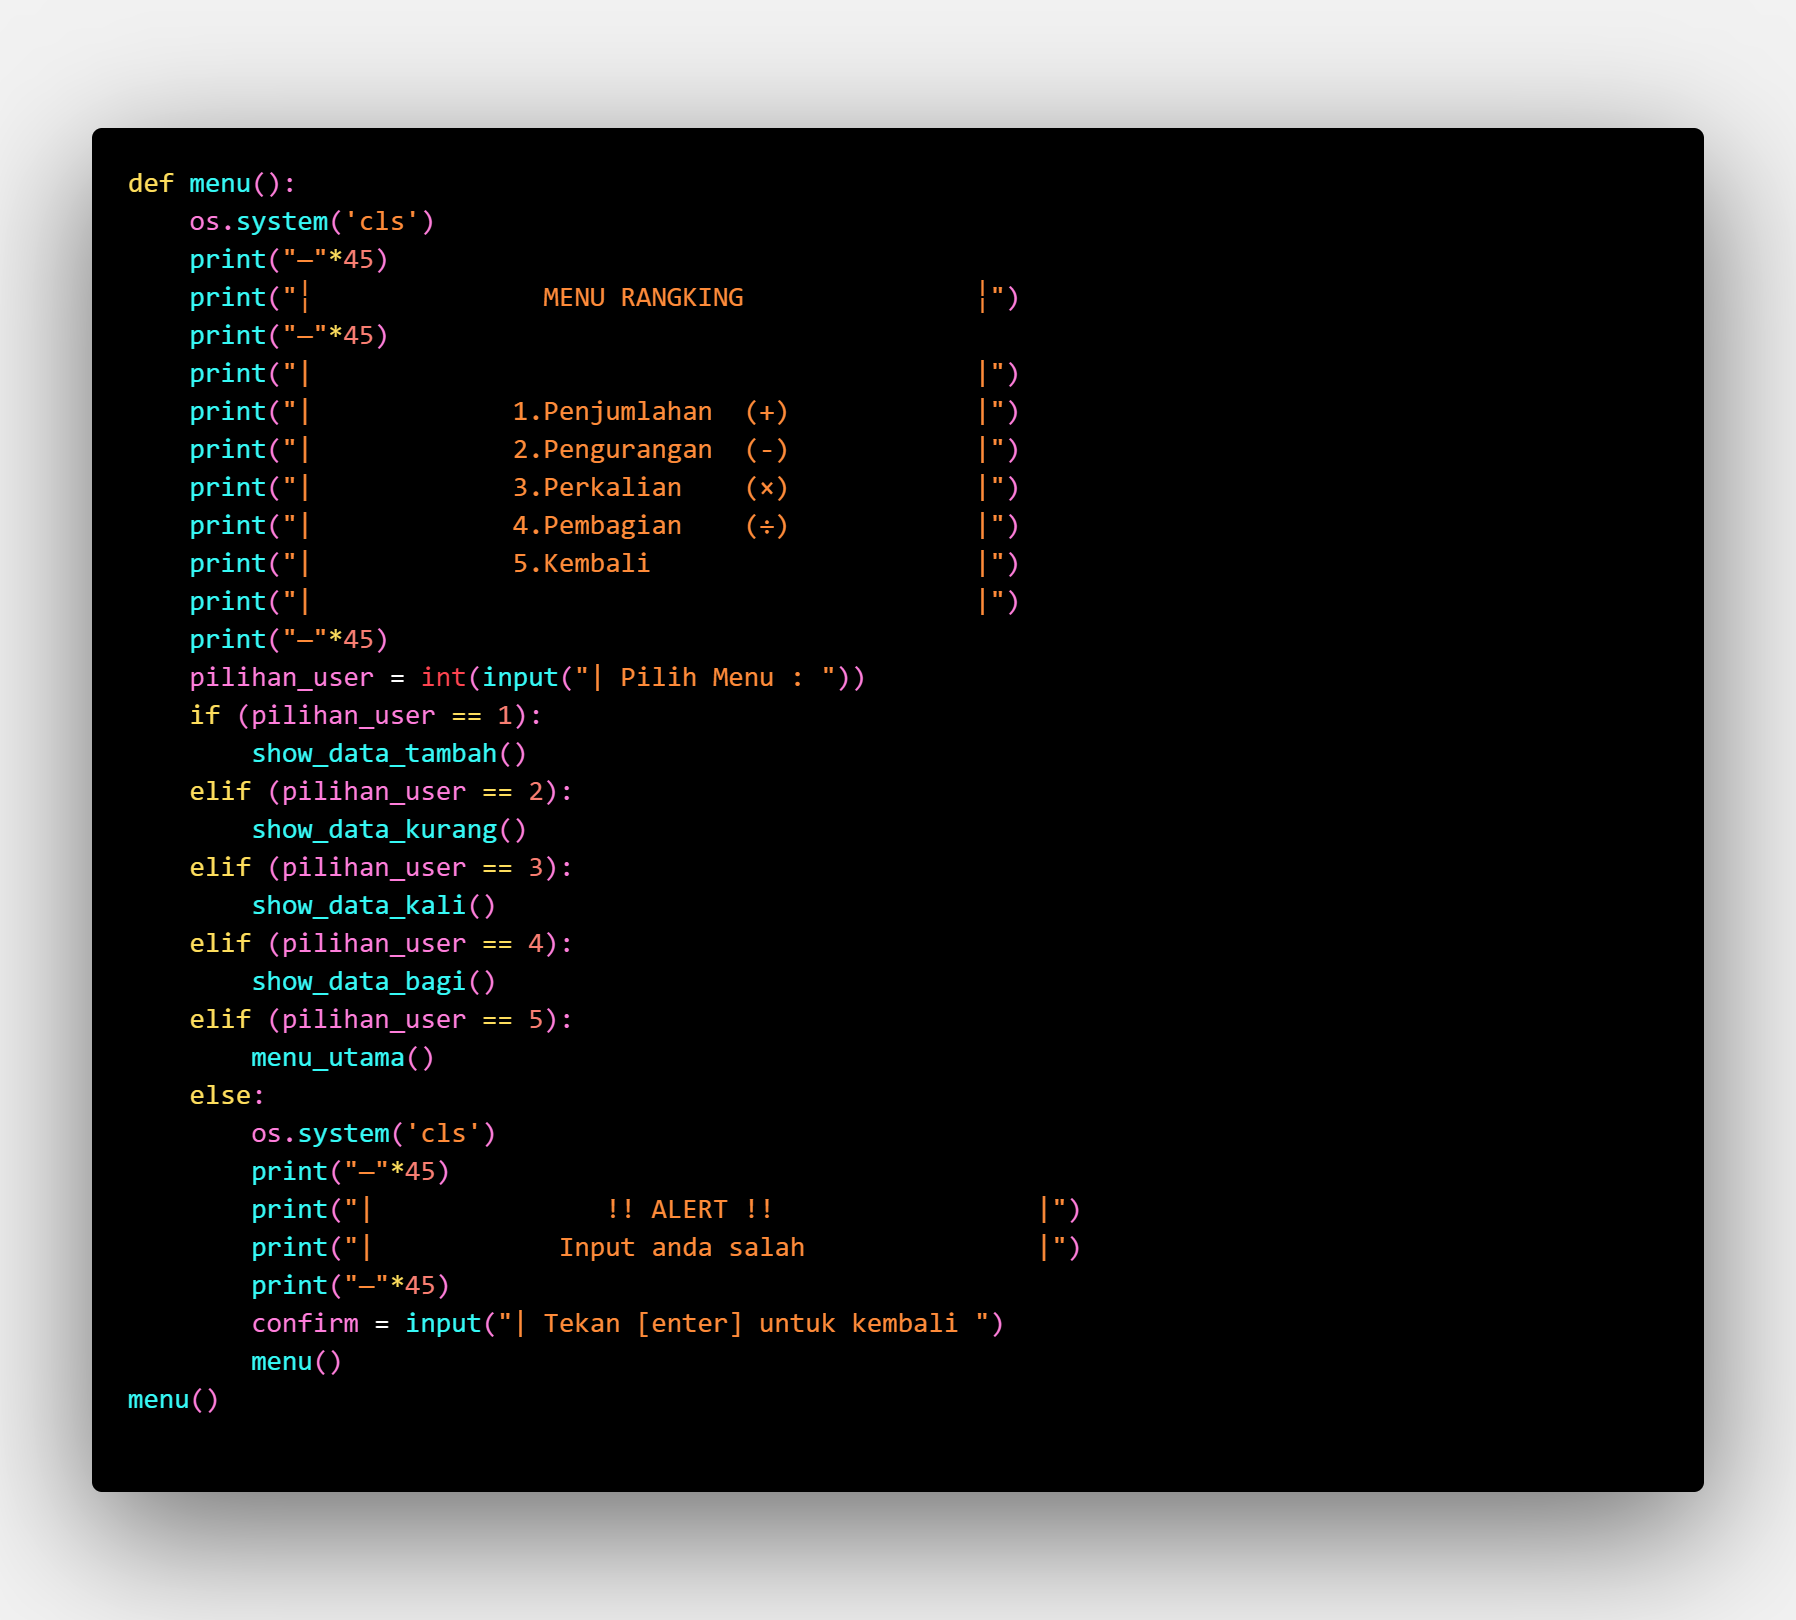 def menu():
    os.system('cls')
    print("—"*45)
    print("¦               MENU RANGKING               ¦")
    print("—"*45)
    print("|                                           |")
    print("|             1.Penjumlahan  (+)            |")
    print("|             2.Pengurangan  (-)            |")
    print("|             3.Perkalian    (×)            |")
    print("|             4.Pembagian    (÷)            |")
    print("|             5.Kembali                     |")
    print("|                                           |")
    print("—"*45)
    pilihan_user = int(input("| Pilih Menu : "))
    if (pilihan_user == 1):
        show_data_tambah()
    elif (pilihan_user == 2):
        show_data_kurang()
    elif (pilihan_user == 3):
        show_data_kali()
    elif (pilihan_user == 4):
        show_data_bagi()
    elif (pilihan_user == 5):
        menu_utama()
    else:
        os.system('cls')
        print("—"*45)
        print("|               !! ALERT !!                 |")
        print("|            Input anda salah               |")
        print("—"*45)
        confirm = input("| Tekan [enter] untuk kembali ")
        menu()
menu()